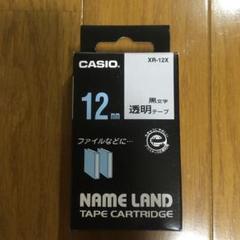 XR-12X
CASIO
12㎜
黒文字
透明テープ
ファイルなどに…
NAME LAND
TAPE CARTRIDGE